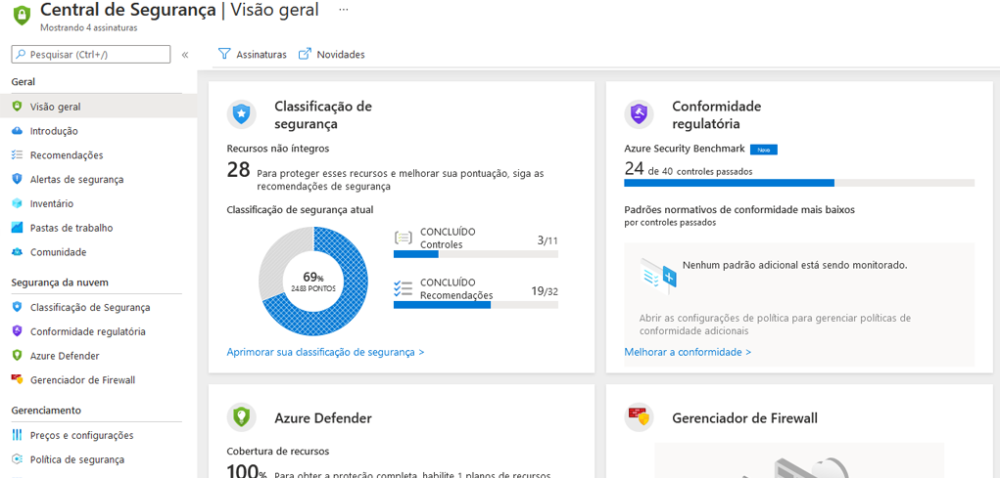 Central de Segurança | Visão geral ...
Mostrando 4 assinaturas
Pesquisar (Ctrl+/)
«
Assinaturas
Novidades
Geral
Visão geral
Introdução
Recomendações
Alertas de segurança
Inventário
Pastas de trabalho
Comunidade
Segurança da nuvem
Classificação de Segurança
Conformidade regulatória
Azure Defender
Gerenciador de Firewall
Gerenciamento
Preços e configurações
Política de segurança
Classificação de
segurança
Recursos não íntegros
28 Para proteger esses recursos e melhorar sua pontuação, siga as
recomendações de segurança
Classificação de segurança atual
69%
24.83 PONTOS
CONCLUÍDO
Controles
3/11
CONCLUÍDO
Recomendações
19/32
Aprimorar sua classificação de segurança >
Conformidade
regulatória
Azure Security Benchmark Novo
24 de 40 controles passados
Padrões normativos de conformidade mais baixos
por controles passados
Nenhum padrão adicional está sendo monitorado.
Abrir as configurações de política para gerenciar políticas de
conformidade adicionais
Melhorar a conformidade >
Azure Defender
Cobertura de recursos
100% Para obter a proteção completa, habilite 1 planos de recursos
Gerenciador de Firewall